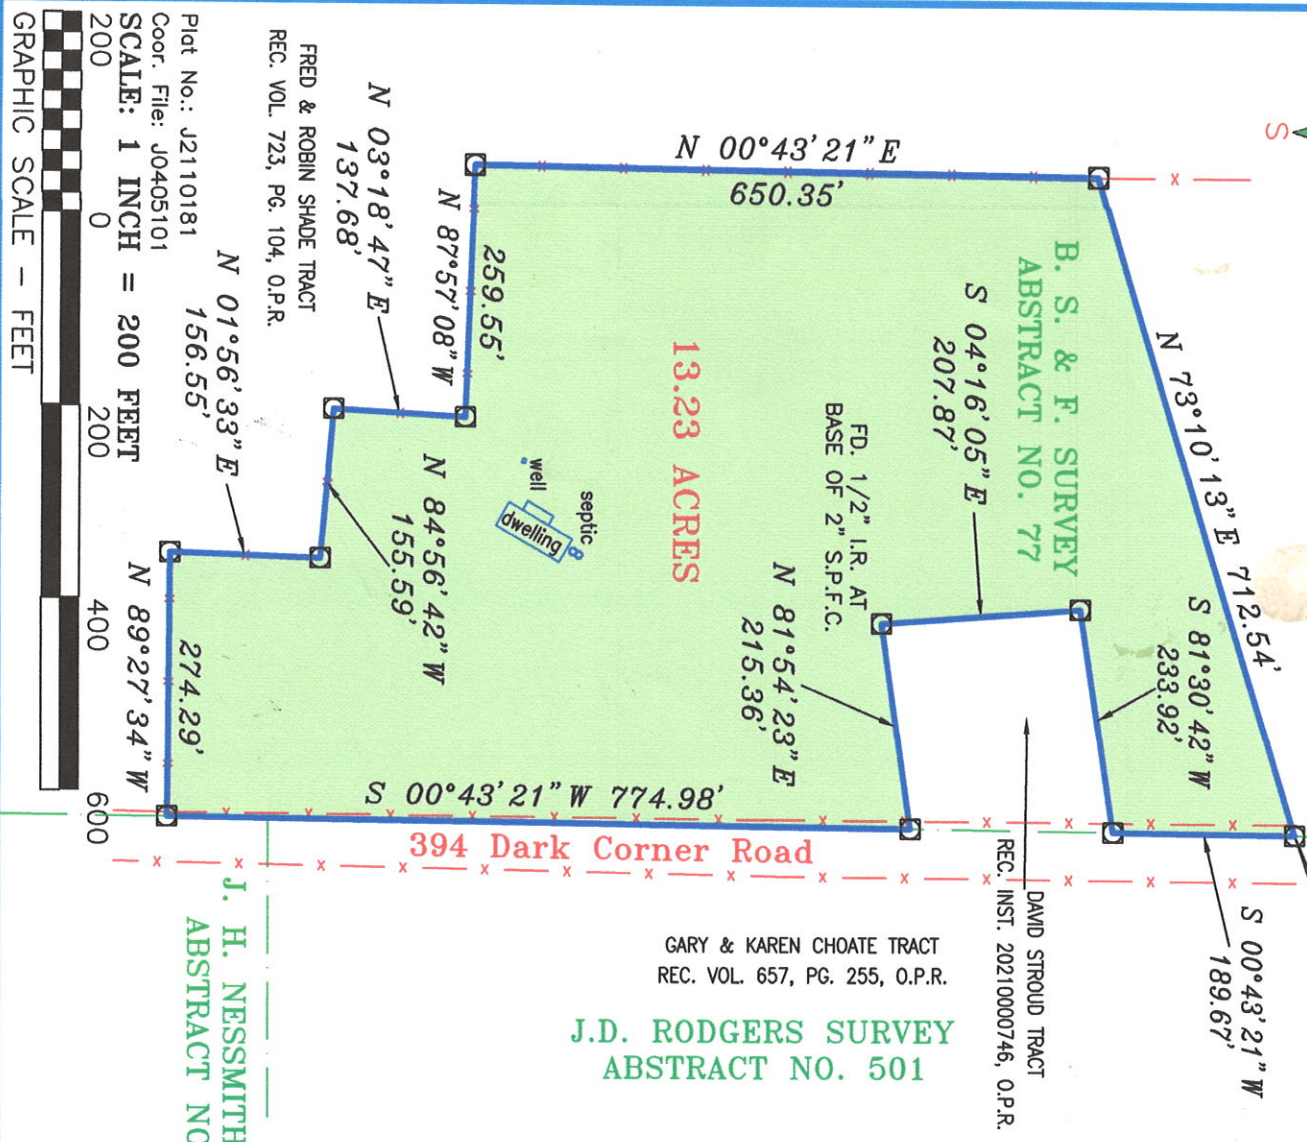 S
N 00°43'21" E
650.35'
N 73°10'13" E 712.54'
B. S. & F. SURVEY
ABSTRACT NO. 77
S 04°16'05" E
207.87'
S 81°30'42" W
233.92'
FD. 1/2" I.R. AT
BASE OF 2" S.P.F.C.
N 81°54'23" E
215.36'
13.23 ACRES
septic
well
dwelling
259.55'
N 87°57'08" W
N 03°18'47" E
137.68'
FRED & ROBIN SHADE TRACT
REC. VOL. 723, PG. 104, O.P.R.
N 84°56'42" W
155.59'
N 01°56'33" E
156.55'
274.29'
N 89°27'34" W
S 00°43'21" W 774.98'
394 Dark Corner Road
S 00°43'21" W
189.67'
DAVID STROUD TRACT
REC. INST. 20210000746, O.P.R.
GARY & KAREN CHOATE TRACT
REC. VOL. 657, PG. 255, O.P.R.
J.D. RODGERS SURVEY
ABSTRACT NO. 501
J. H. NESSMITH
ABSTRACT NO
Plat No.: J2110181
Coor. File: J0405101
SCALE: 1 INCH = 200 FEET
200 0 200 400 600
GRAPHIC SCALE - FEET